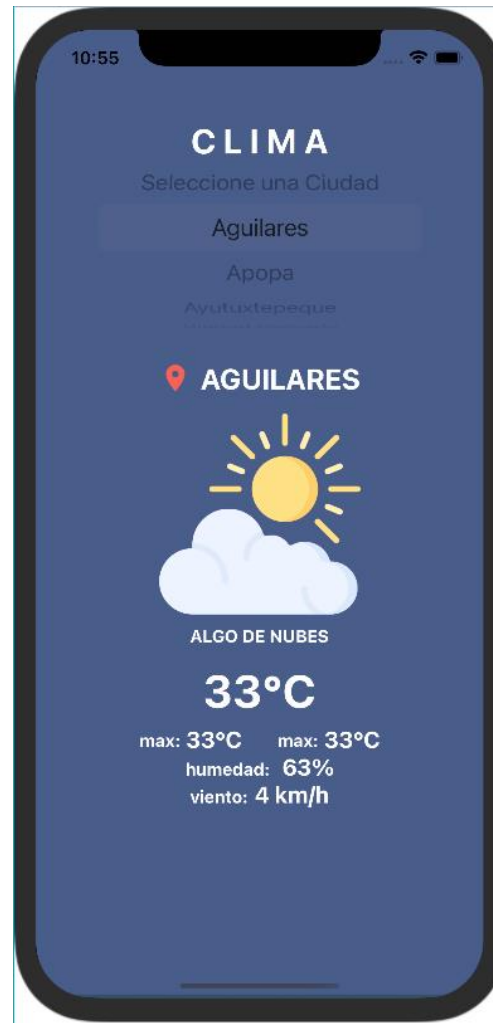 10:55
CLIMA
Seleccione una Ciudad
Aguilares
Apopa
Ayutuxtepeque
AGUILARES
ALGO DE NUBES
33°C
max: 33°C max: 33°C
humedad: 63%
viento: 4 km/h